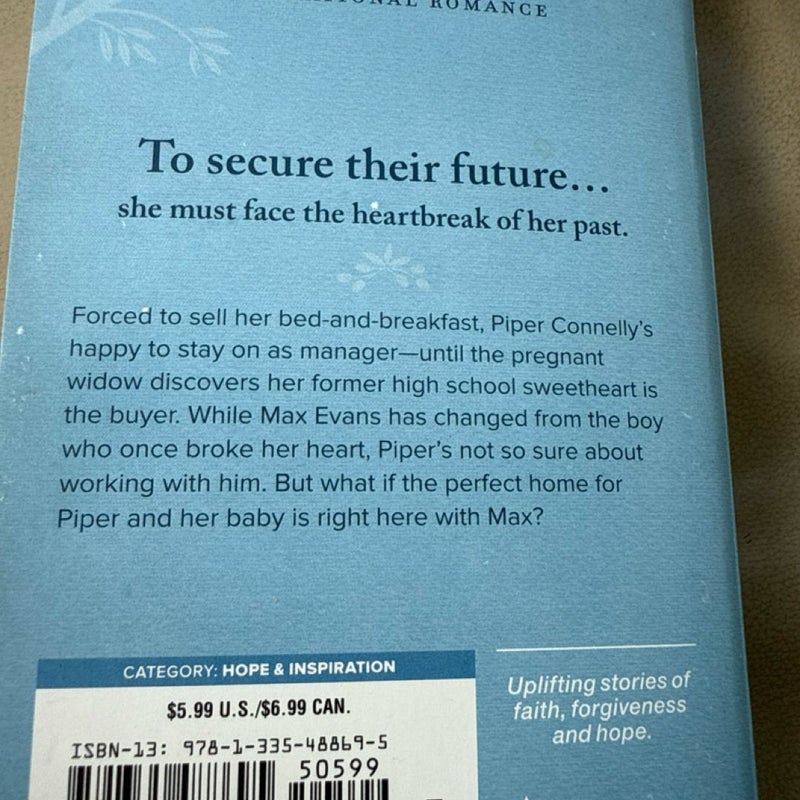 ROMANCE
To secure their future...
she must face the heartbreak of her past.
Forced to sell her bed-and-breakfast, Piper Connelly's
happy to stay on as manager—until the pregnant
widow discovers her former high school sweetheart is
the buyer. While Max Evans has changed from the boy
who once broke her heart, Piper's not so sure about
working with him. But what if the perfect home for
Piper and her baby is right here with Max?
CATEGORY: HOPE & INSPIRATION
$5.99 U.S./$6.99 CAN.
ISBN-13: 978-1-335-48869-5
50599
Uplifting stories of
faith, forgiveness
and hope.